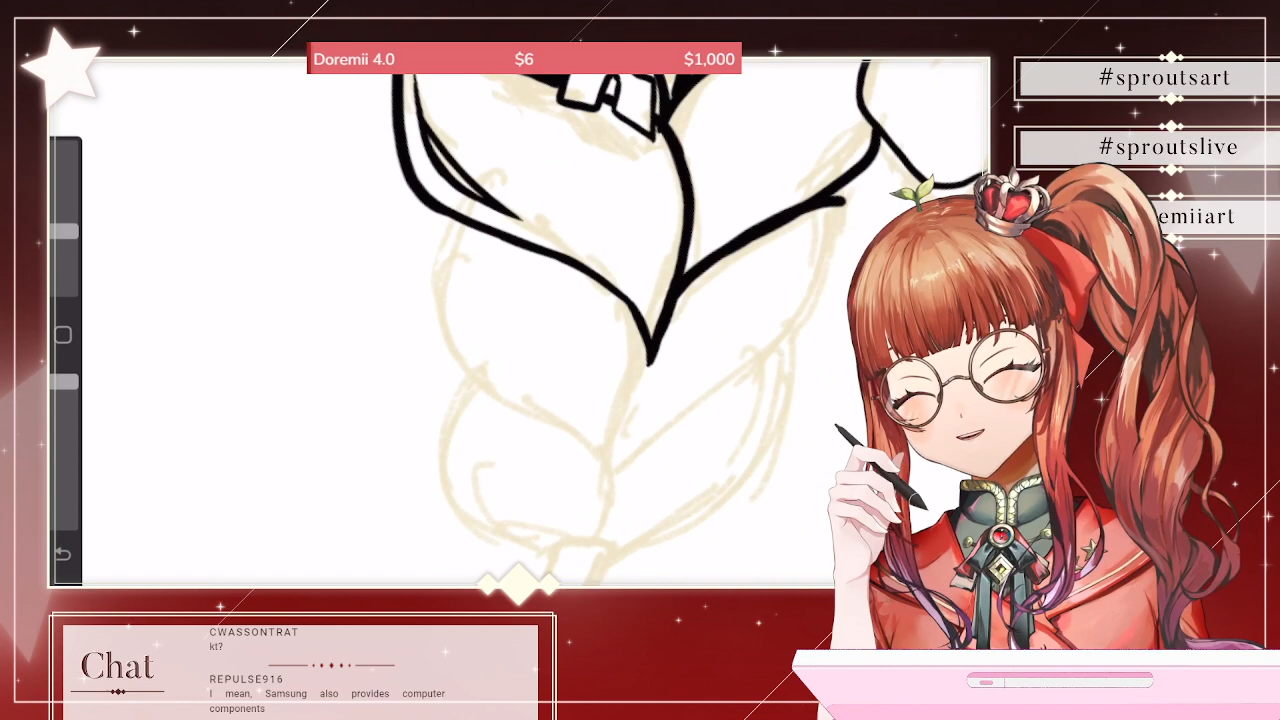 Doremii 4.0 $6 $1,000
#sproutsart
#sproutslive
emiiart
Chat
CWASSONTRAT
kt?
REPULSE916
I mean, Samsung also provides computer
components